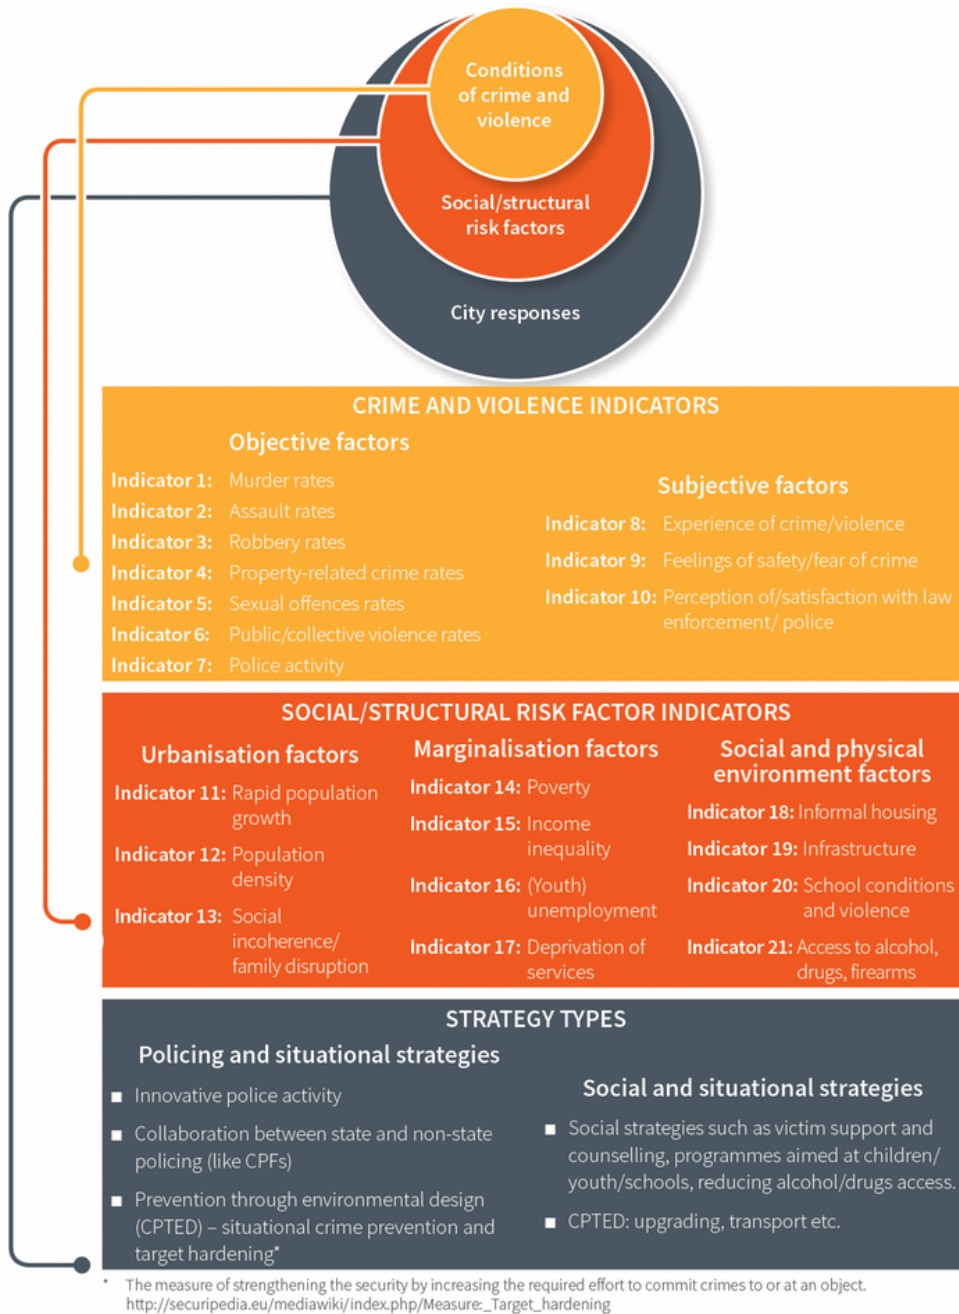 Conditions
of crime and
violence
Social/structural
risk factors
City responses
CRIME AND VIOLENCE INDICATORS
Objective factors
Indicator 1: Murder rates
Indicator 2: Assault rates
Indicator 3: Robbery rates
Indicator 4: Property-related crime rates
Indicator 5: Sexual offences rates
Indicator 6: Public/collective violence rates
Indicator 7: Police activity
Subjective factors
Indicator 8: Experience of crime/violence
Indicator 9: Feelings of safety/fear of crime
Indicator 10: Perception of/satisfaction with law
enforcement/ police
SOCIAL/STRUCTURAL RISK FACTOR INDICATORS
Urbanisation factors
Indicator 11: Rapid population
growth
Indicator 12: Population
density
Indicator 13: Social
incoherence/
family disruption
Marginalisation factors
Indicator 14: Poverty
Indicator 15: Income
inequality
Indicator 16: (Youth)
unemployment
Indicator 17: Deprivation of
services
Social and physical
environment factors
Indicator 18: Informal housing
Indicator 19: Infrastructure
Indicator 20: School conditions
and violence
Indicator 21: Access to alcohol,
drugs, firearms
STRATEGY TYPES
Policing and situational strategies
■ Innovative police activity
■ Collaboration between state and non-state
policing (like CPFs)
■ Prevention through environmental design
(CPTED) – situational crime prevention and
target hardening*
Social and situational strategies
■ Social strategies such as victim support and
counselling, programmes aimed at children/
youth/schools, reducing alcohol/drugs access.
■ CPTED: upgrading, transport etc.
* The measure of strengthening the security by increasing the required effort to commit crimes to or at an object.
http://securipedia.eu/mediawiki/index.php/Measure:_Target_hardening